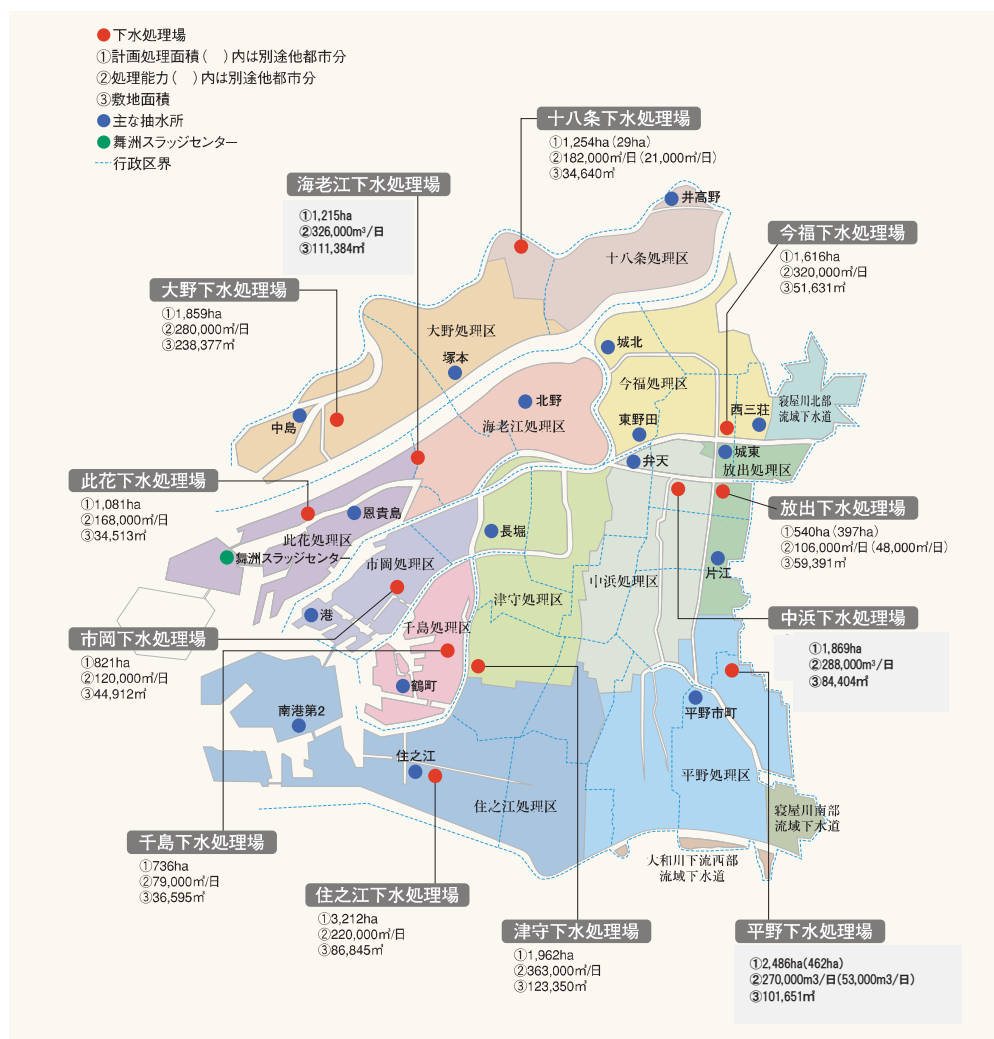 下水処理場
①計画処理面積（　）内は別途他都市分
②処理能力（　）内は別途他都市分
③敷地面積
主な抽水所
舞洲スラッジセンター
行政区界
十八条下水処理場
①1,254ha（29ha）
②182,000㎥/日（21,000㎥/日）
③34,640㎡
海老江下水処理場
①1,215ha
②326,000m³/日
③111,384㎡
今福下水処理場
①1,616ha
②320,000㎥/日
③51,631㎡
大野下水処理場
①1,859ha
②280,000㎥/日
③238,377㎡
井高野
十八条処理区
大野処理区
塚本
城北
今福処理区
中島
北野
海老江処理区
東野田
西三荘
寝屋川北部
流域下水道
弁天
城東
放出処理区
此花下水処理場
①1,081ha
②168,000㎥/日
③34,513㎡
恩貴島
此花処理区
舞洲スラッジセンター
市岡処理区
長堀
放出下水処理場
①540ha（397ha）
②106,000㎥/日（48,000㎥/日）
③59,391㎡
片江
中浜処理区
津守処理区
港
千島処理区
市岡下水処理場
①821ha
②120,000㎥/日
③44,912㎡
中浜下水処理場
①1,869ha
②288,000m³/日
③84,404㎡
鶴町
南港第2
平野市町
住之江
平野処理区
住之江処理区
寝屋川南部
流域下水道
大和川下流西部
流域下水道
千島下水処理場
①736ha
②79,000㎥/日
③36,595㎡
住之江下水処理場
①3,212ha
②220,000㎥/日
③86,845㎡
津守下水処理場
①1,962ha
②363,000㎥/日
③123,350㎡
平野下水処理場
①2,486ha(462ha)
②270,000m3/日(53,000m3/日)
③101,651㎡